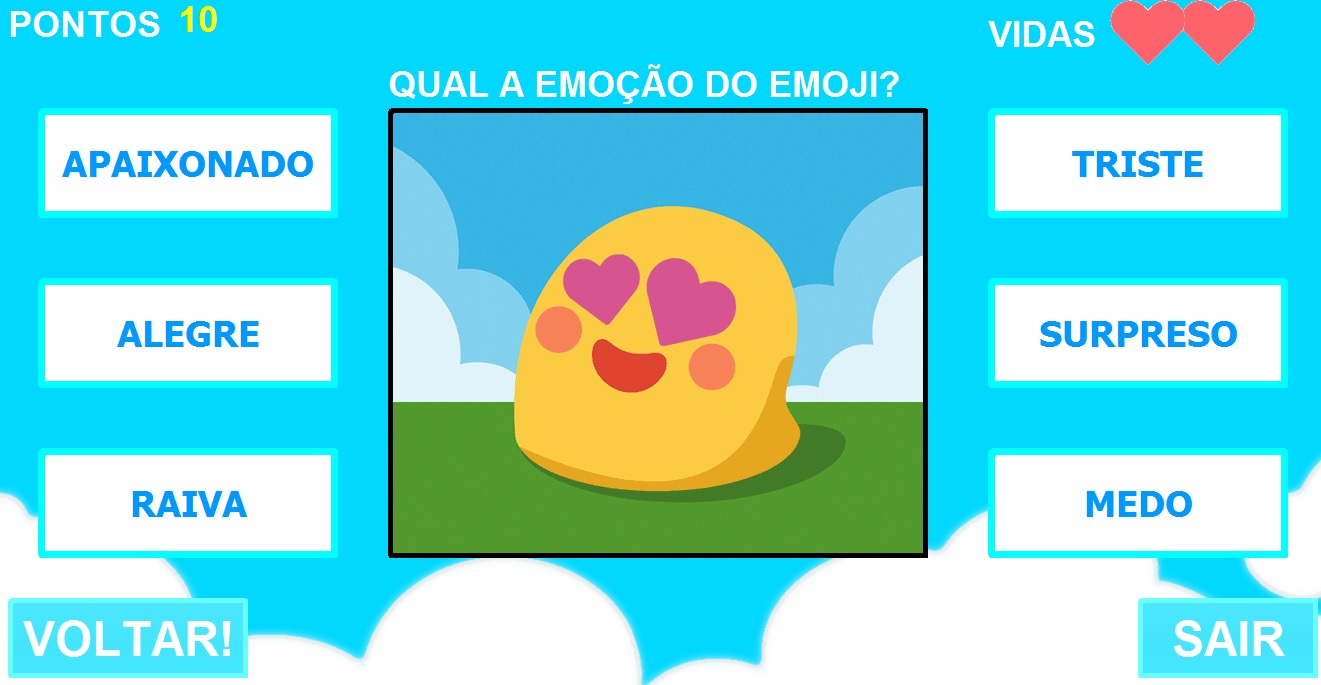 PONTOS 10
VIDAS
QUAL A EMOÇÃO DO EMOJI?
APAIXONADO
TRISTE
ALEGRE
SURPRESO
RAIVA
MEDO
VOLTAR!
SAIR